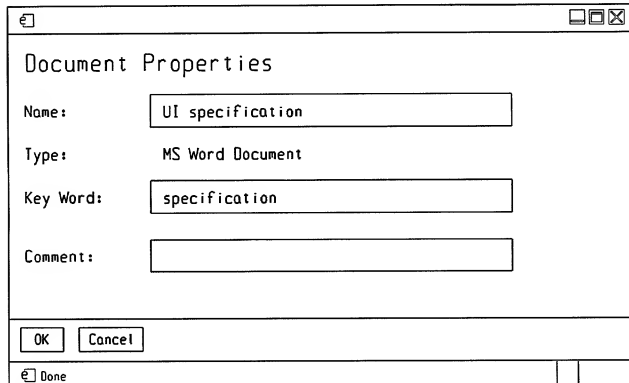 Document Properties
Name: UI specification
Type: MS Word Document
Key Word: specification
Comment:
OK Cancel
Done